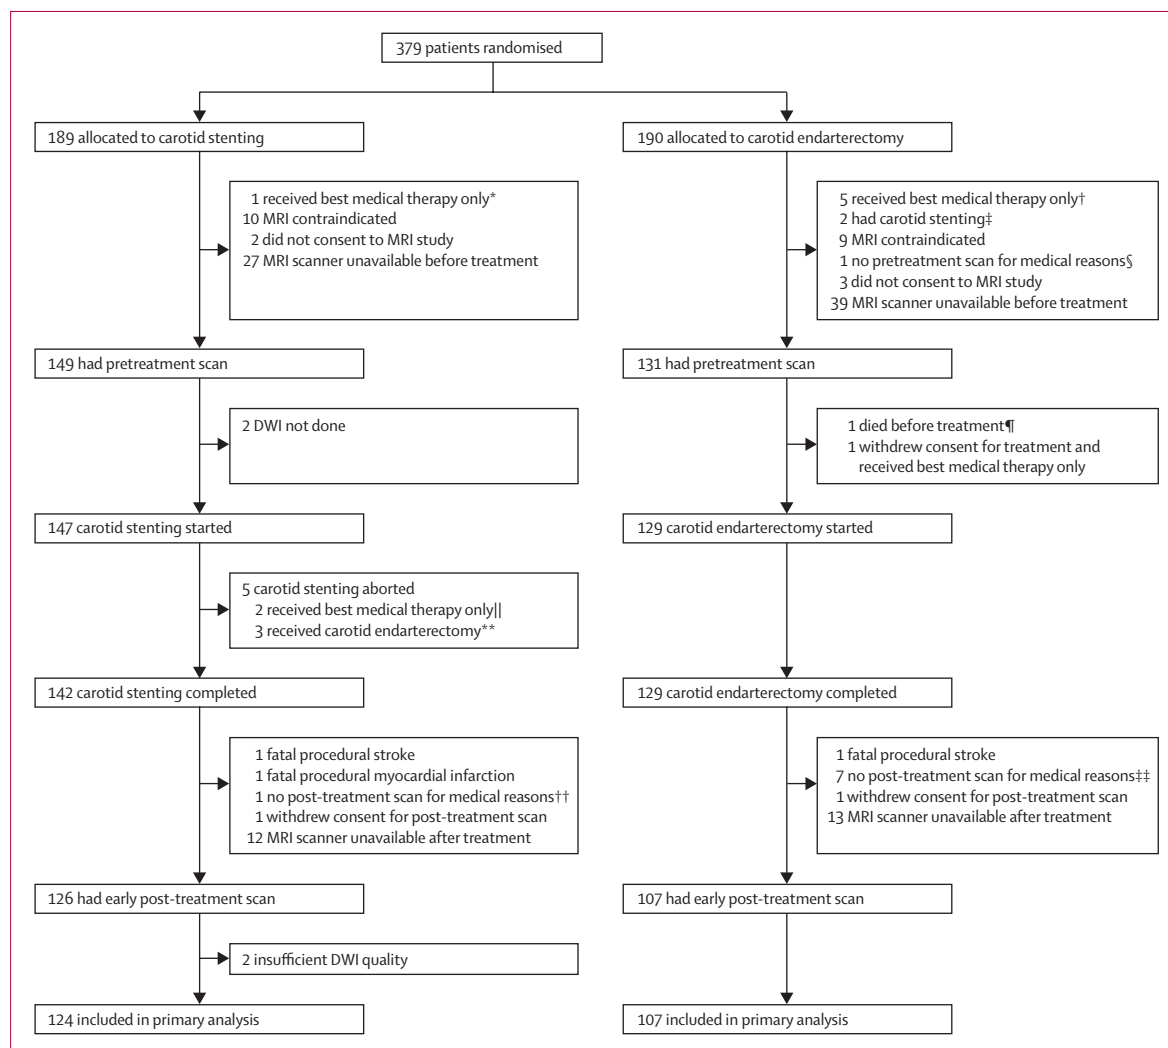 379 patients randomised
189 allocated to carotid stenting
190 allocated to carotid endarterectomy
1 received best medical therapy only*
10 MRI contraindicated
2 did not consent to MRI study
27 MRI scanner unavailable before treatment
5 received best medical therapy only†
2 had carotid stenting‡
9 MRI contraindicated
1 no pretreatment scan for medical reasons§
3 did not consent to MRI study
39 MRI scanner unavailable before treatment
149 had pretreatment scan
131 had pretreatment scan
2 DWI not done
1 died before treatment¶
1 withdrew consent for treatment and
received best medical therapy only
147 carotid stenting started
129 carotid endarterectomy started
5 carotid stenting aborted
2 received best medical therapy only||
3 received carotid endarterectomy**
142 carotid stenting completed
129 carotid endarterectomy completed
1 fatal procedural stroke
1 fatal procedural myocardial infarction
1 no post-treatment scan for medical reasons††
1 withdrew consent for post-treatment scan
12 MRI scanner unavailable after treatment
1 fatal procedural stroke
7 no post-treatment scan for medical reasons‡‡
1 withdrew consent for post-treatment scan
13 MRI scanner unavailable after treatment
126 had early post-treatment scan
107 had early post-treatment scan
2 insufficient DWI quality
124 included in primary analysis
107 included in primary analysis